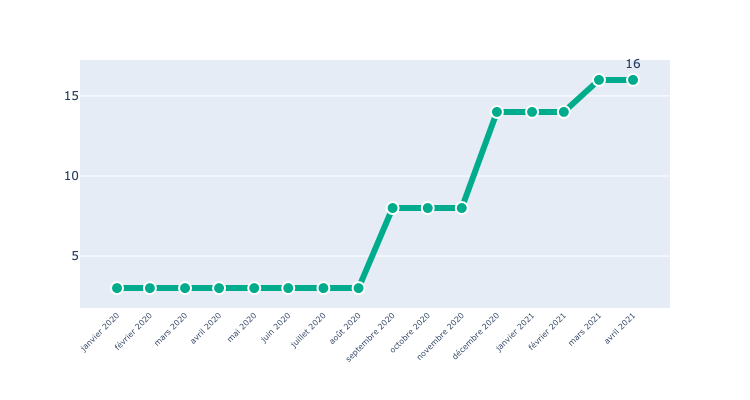 16
15
10
5
janvier 2020
février 2020
mars 2020
avril 2020
mai 2020
juin 2020
juillet 2020
août 2020
septembre 2020
octobre 2020
novembre 2020
décembre 2020
janvier 2021
février 2021
mars 2021
avril 2021